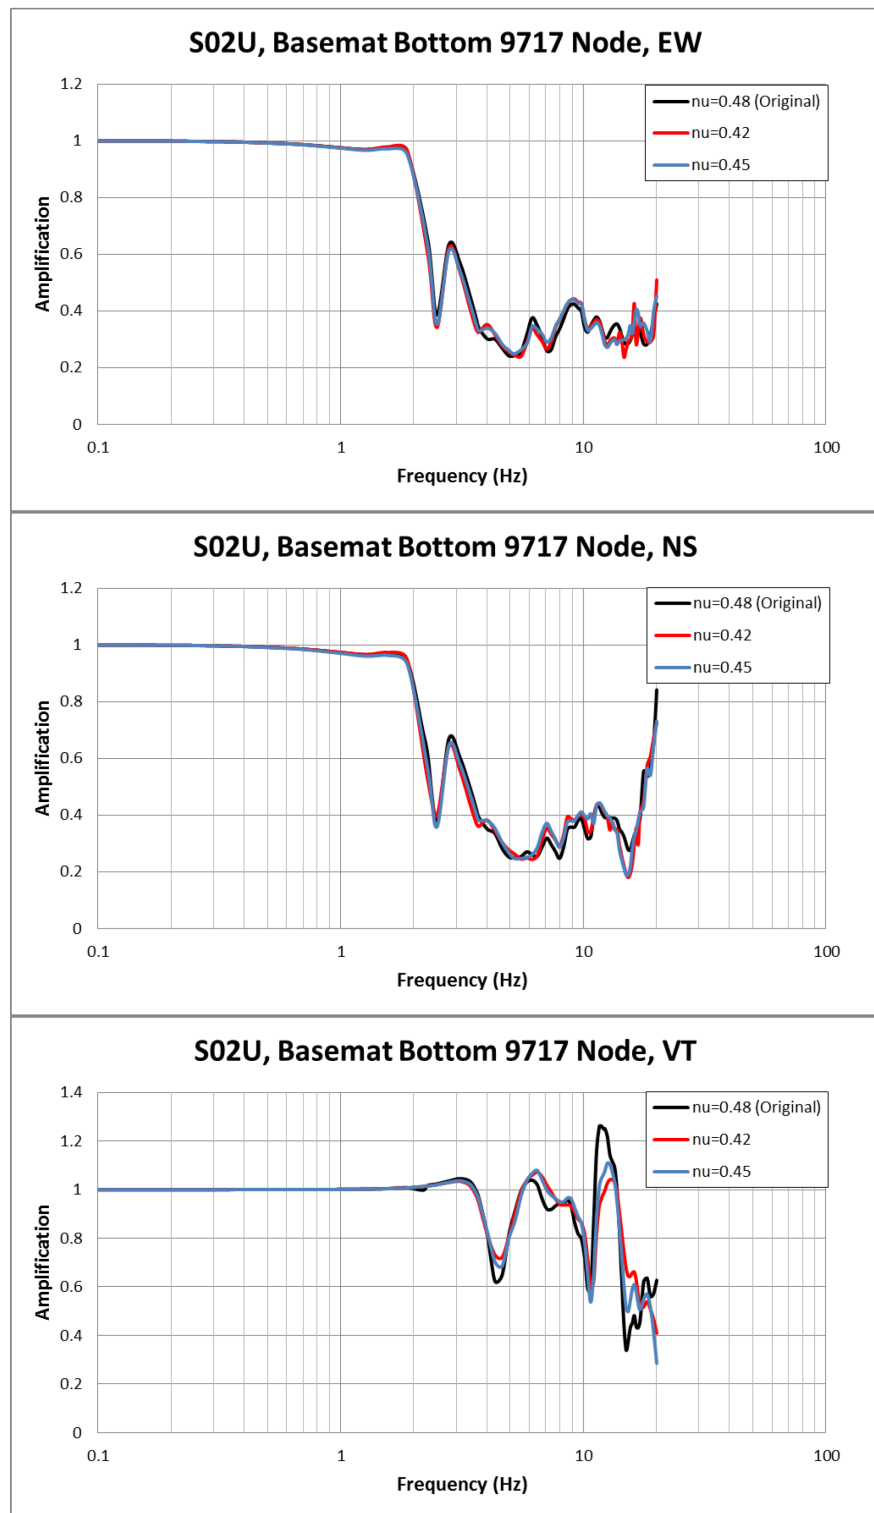 S02U, Basemat Bottom 9717 Node, EW
1.2
nu=0.48 (Original)
1
nu=0.42
nu=0.45
0.8
Amplification
0.6
0.4
0.2
0
0.1
1
10
100
Frequency (Hz)
S02U, Basemat Bottom 9717 Node, NS
1.2
nu=0.48 (Original)
1
nu=0.42
nu=0.45
0.8
Amplification
0.6
0.4
0.2
0
0.1
1
10
100
Frequency (Hz)
S02U, Basemat Bottom 9717 Node, VT
1.4
nu=0.48 (Original)
1.2
nu=0.42
nu=0.45
1
0.8
Amplification
0.6
0.4
0.2
0
0.1
1
10
100
Frequency (Hz)